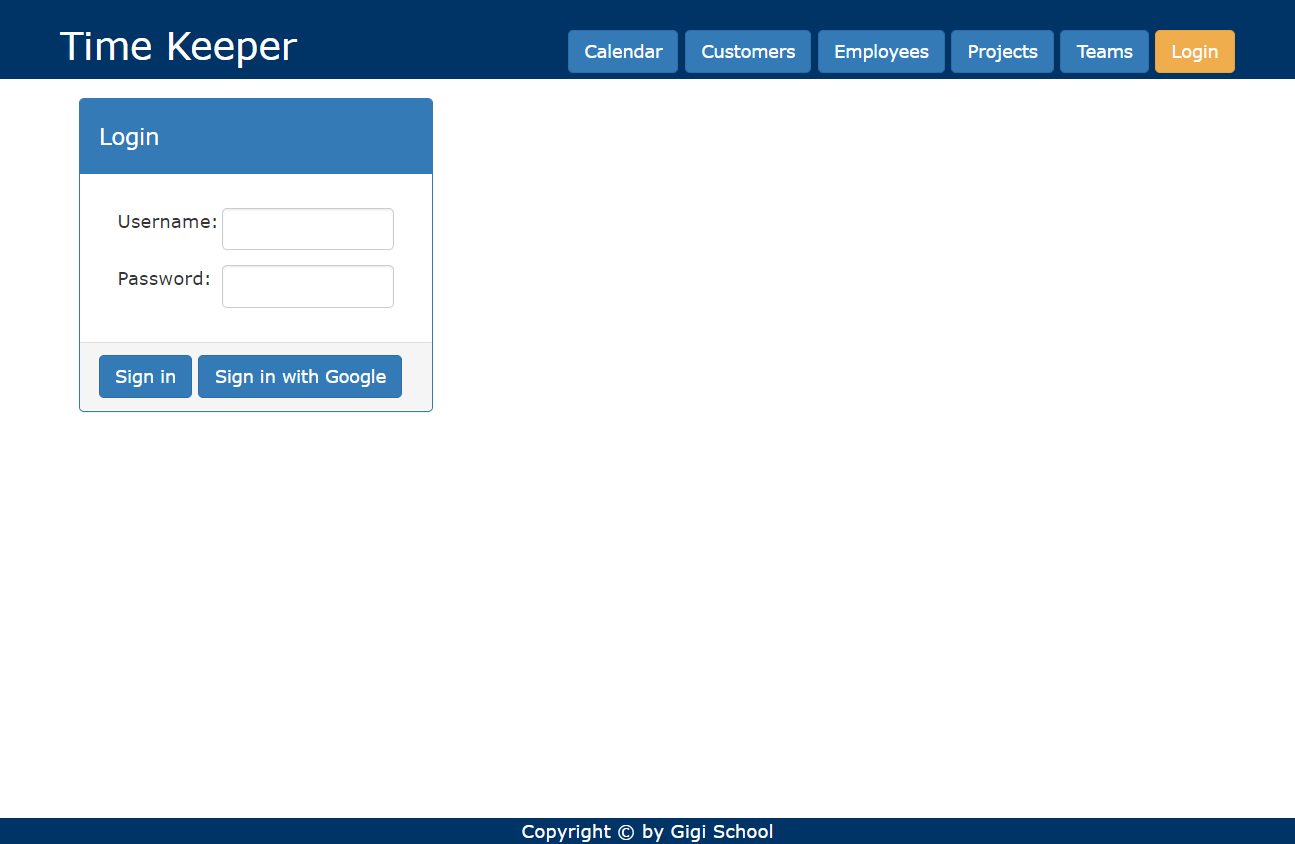 Time Keeper
Calendar Customers Employees Projects Teams Login
Login
Username:
Password:
Sign in Sign in with Google
Copyright © by Gigi School